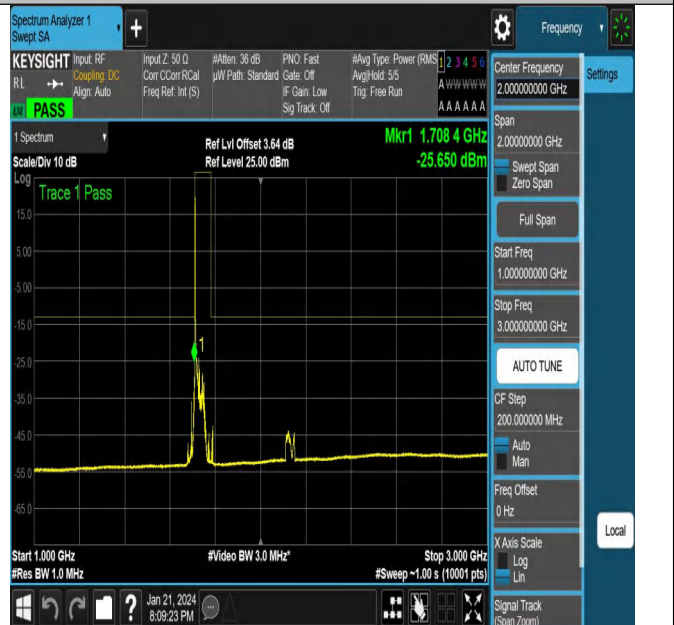 Spectrum Analyzer 1
Swept SA
+
Frequency
KEYSIGHT
RL
LXI PASS
Input: RF
Coupling: DC
Align: Auto
Input Z: 50 Ω
Corr CCorr RCal
Freq Ref: Int (S)
#Atten: 36 dB
µW Path: Standard
PNO: Fast
Gate: Off
IF Gain: Low
Sig Track: Off
#Avg Type: Power (RMS
Avg|Hold: 5/5
Trig: Free Run
1 2 3 4 5 6
A W W W W W
A A A A A A
1 Spectrum
Scale/Div 10 dB
Log
Ref Lvl Offset 3.64 dB
Ref Level 25.00 dBm
Mkr1 1.708 4 GHz
-25.650 dBm
Trace 1 Pass
15.0
5.00
-5.00
-15.0
-25.0
-35.0
-45.0
-55.0
-65.0
1
Start 1.000 GHz
#Res BW 1.0 MHz
#Video BW 3.0 MHz*
Stop 3.000 GHz
#Sweep ~1.00 s (10001 pts)
?
Jan 21, 2024
8:09:23 PM
Center Frequency
2.00000000 GHz
Settings
Span
2.00000000 GHz
Swept Span
Zero Span
Full Span
Start Freq
1.000000000 GHz
Stop Freq
3.000000000 GHz
AUTO TUNE
CF Step
200.000000 MHz
Auto
Man
Freq Offset
0 Hz
X Axis Scale
Log
Lin
Local
Signal Track
(Span Zoom)